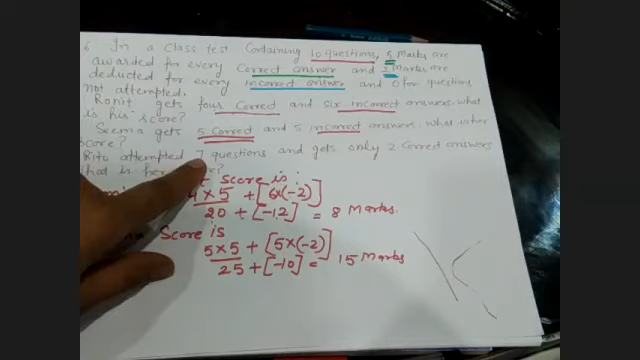 6 In a class test containing 10 questions, 5 Marks are
awarded for every correct answer and 2 Marks are
deducted for every incorrect answer and 0 for question
not attempted.
Rohit gets four correct and six incorrect answers. what
is his score?
Seema gets 5 correct and 5 incorrect answers. what is her
score?
Ritu attempted 7 questions and gets only 2 correct answers
what is her
score is :
4 × 5 + [6×(-2)]
20 + [-12] = 8 Marks.
Score is
5 × 5 + [5×(-2)]
25 + [-10] = 15 Marks